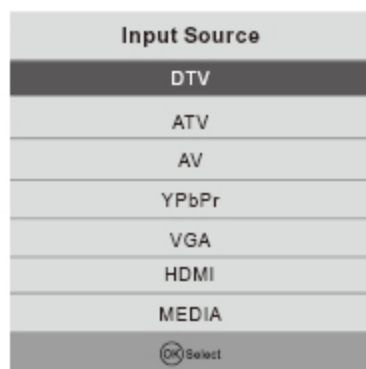 Input Source
DTV
ATV
AV
YPbPr
VGA
HDMI
MEDIA
OK Select